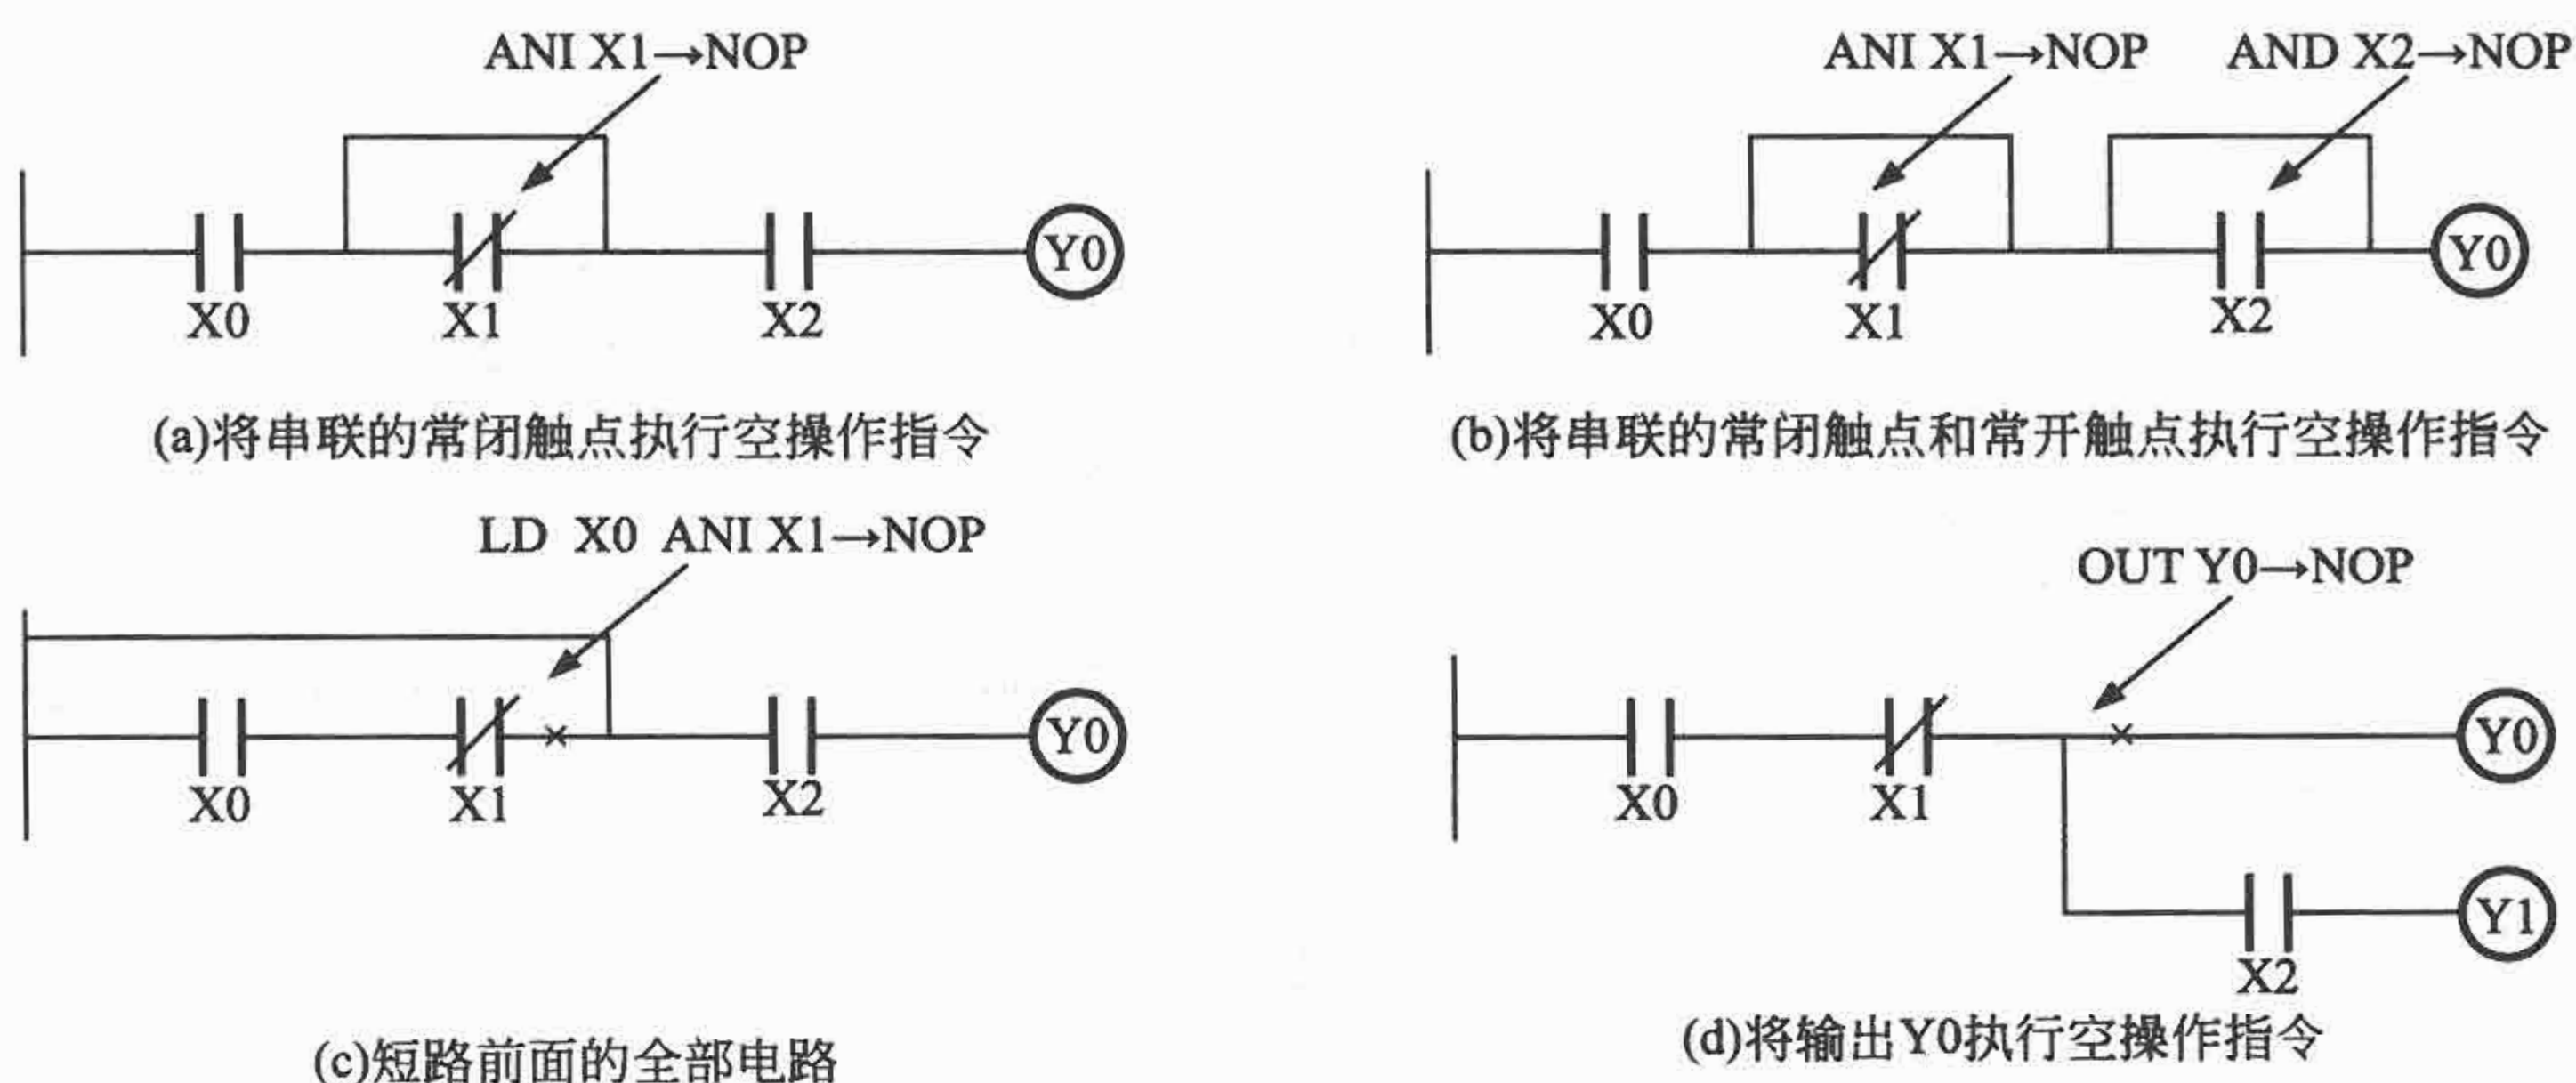 ANI X1→NOP
X0 X1 X2 Y0
(a)将串联的常闭触点执行空操作指令
ANI X1→NOP AND X2→NOP
X0 X1 X2 Y0
(b)将串联的常闭触点和常开触点执行空操作指令
LD X0 ANI X1→NOP
X0 X1 X2 Y0
(c)短路前面的全部电路
OUT Y0→NOP
X0 X1 Y0
X2 Y1
(d)将输出Y0执行空操作指令